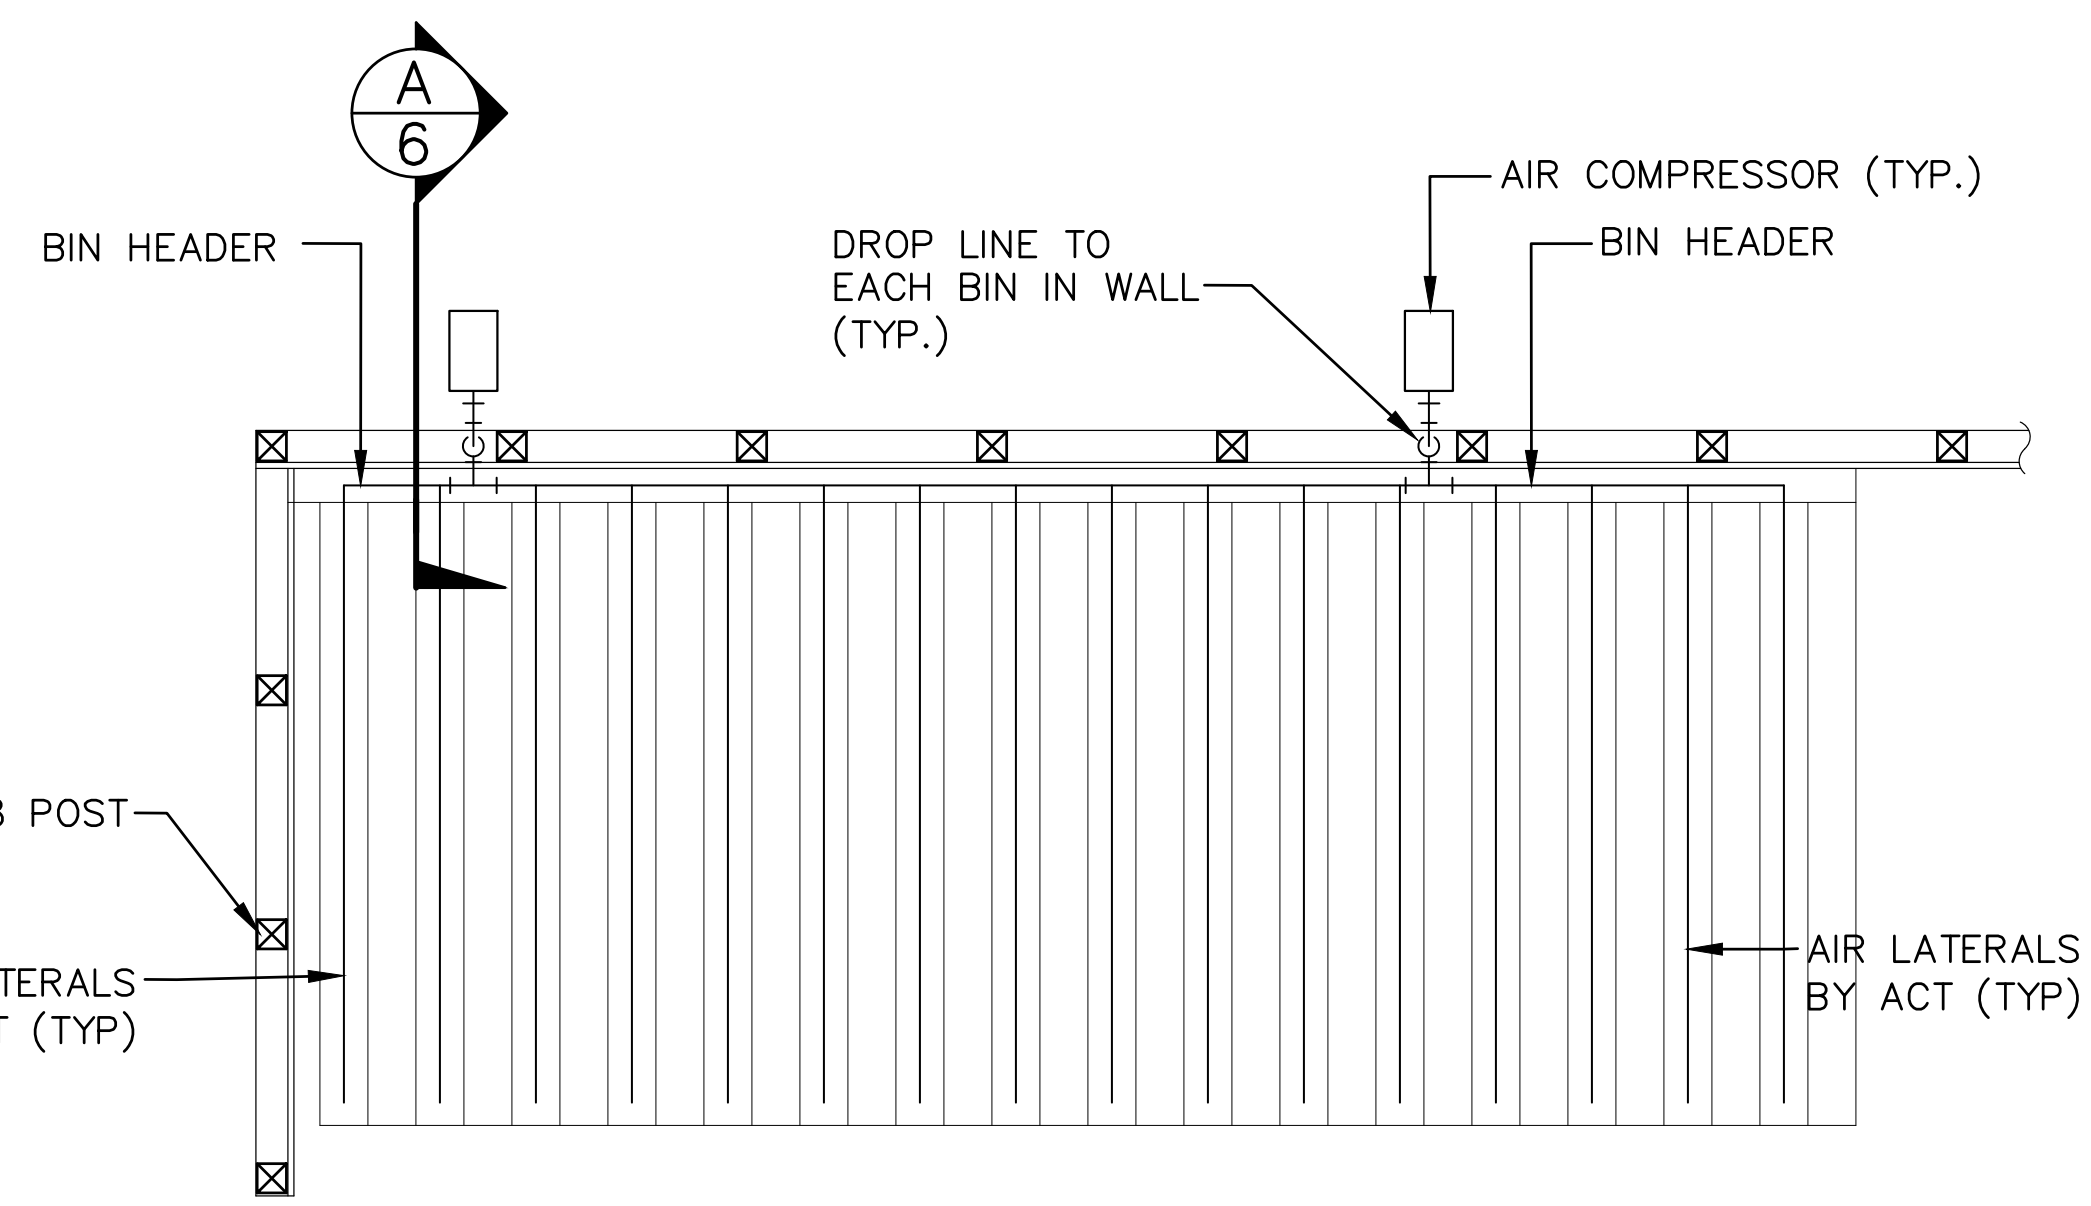 A
6
AIR COMPRESSOR (TYP.)
BIN HEADER
BIN HEADER
DROP LINE TO
EACH BIN IN WALL
(TYP.)
POST
AIR LATERALS
BY ACT (TYP)
(TYP)